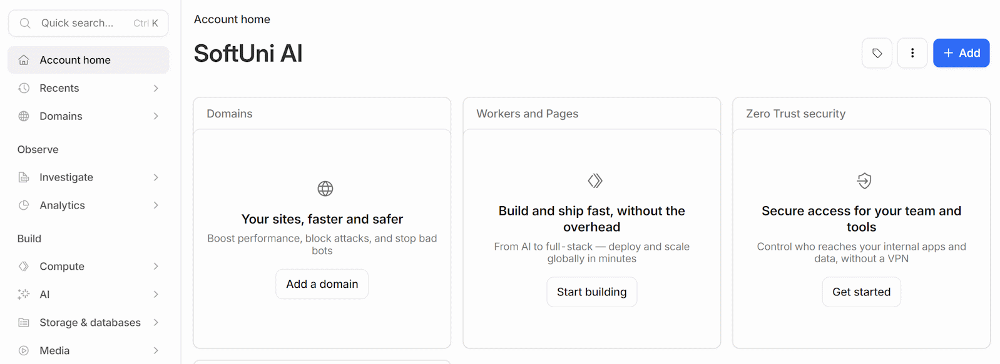 Quick search... Ctrl K
Account home
Recents
Domains
Observe
Investigate
Analytics
Build
Compute
AI
Storage & databases
Media
Account home
SoftUni AI
+ Add
Domains
Your sites, faster and safer
Boost performance, block attacks, and stop bad
bots
Add a domain
Workers and Pages
Build and ship fast, without the
overhead
From AI to full-stack — deploy and scale
globally in minutes
Start building
Zero Trust security
Secure access for your team and
tools
Control who reaches your internal apps and
data, without a VPN
Get started